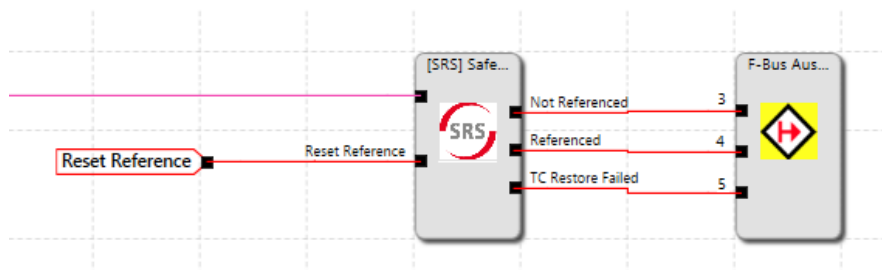 [SRS] Safe...
F-Bus Aus...
Not Referenced
3
SRS
Reset Reference
Reset Reference
Referenced
4
TC Restore Failed
5